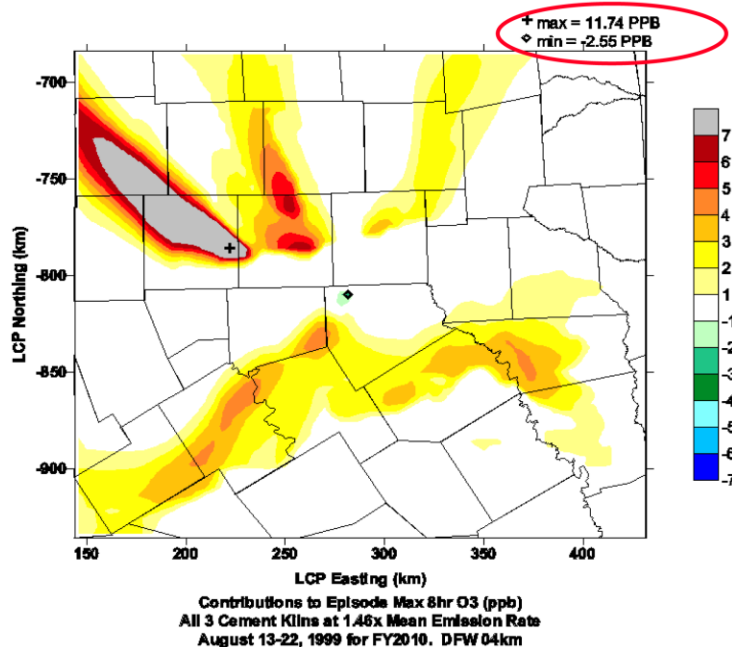 + max = 11.74 PPB
◇ min = -2.55 PPB
-700
-750
-800
-850
-900
LCP Northing (km)
150 200 250 300 350 400
LCP Easting (km)
7
6
5
4
3
2
1
-1
-2
-3
-4
-5
-6
-7
Contributions to Episode Max 8hr O3 (ppb)
All 3 Cement Kilns at 1.46x Mean Emission Rate
August 13-22, 1999 for FY2010. DFW 04km